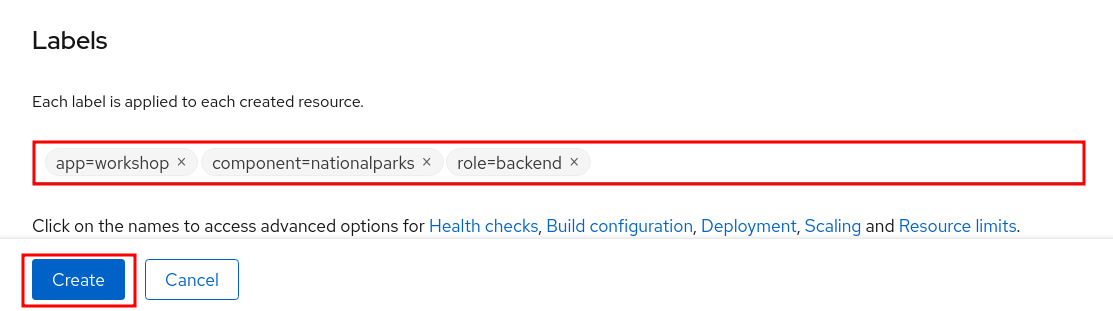 Labels
Each label is applied to each created resource.
app=workshop × component=nationalparks × role=backend ×
Click on the names to access advanced options for Health checks, Build configuration, Deployment, Scaling and Resource limits.
Create Cancel